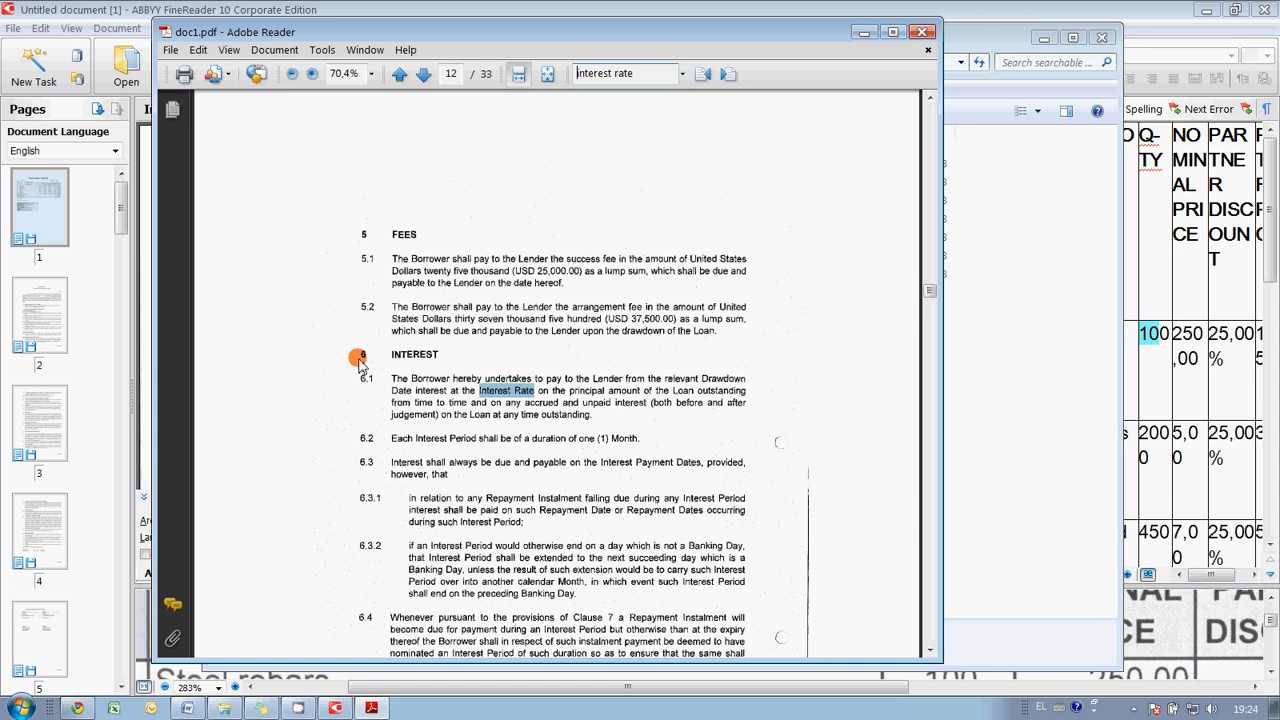 Untitled document [1] - ABBYY FineReader 10 Corporate Edition
File Edit View Document
New Task
Open
Pages
Document Language
English
1
2
3
4
5
doc1.pdf - Adobe Reader
File Edit View Document Tools Window Help
70,4% 12 / 33 interest rate
5 FEES
5.1 The Borrower shall pay to the Lender the success fee in the amount of United States
Dollars twenty five thousand (USD 25,000.00) as a lump sum, which shall be due and
payable to the Lender on the date hereof.
5.2 The Borrower shall pay to the Lender the arrangement fee in the amount of United
States Dollars thirty seven thousand five hundred (USD 37,500.00) as a lump sum,
which shall be due and payable to the Lender upon the drawdown of the Loan.
6 INTEREST
6.1 The Borrower hereby undertakes to pay to the Lender from the relevant Drawdown
Date interest at the Interest Rate on the principal amount of the Loan outstanding
from time to time and on any accrued and unpaid interest (both before and after
judgement) on the Loan at any time outstanding.
6.2 Each Interest Period shall be of a duration of one (1) Month.
6.3 Interest shall always be due and payable on the Interest Payment Dates, provided,
however, that
6.3.1 in relation to any Repayment Instalment falling due during any Interest Period
interest shall be paid on such Repayment Date or Repayment Dates occurring
during such Interest Period;
6.3.2 if an Interest Period would otherwise end on a day which is not a Banking Day,
that Interest Period shall be extended to the next succeeding day which is a
Banking Day, unless the result of such extension would be to carry such Interest
Period over into another calendar Month, in which event such Interest Period
shall end on the preceding Banking Day.
6.4 Whenever pursuant to the provisions of Clause 7 a Repayment Instalment will
become due for payment during an Interest Period but otherwise than at the expiry
thereof the Borrower shall in respect of such instalment payment be deemed to have
nominated an Interest Period of such duration so as to ensure that the same shall
Search searchable ...
Spelling Next Error
Q- NO PAR
TY MIN TNE
AL R
PRI DISC
CE OUN
T
100 250 25,00
,00 %
200 5,0 25,00
0 0 %
450 7,0 25,00
0 %
283%
EL 19:24